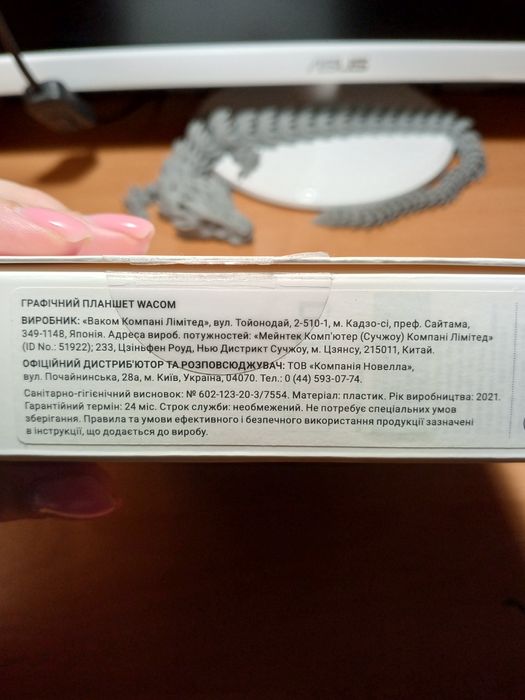 ASUS
ГРАФІЧНИЙ ПЛАНШЕТ WACOM
ВИРОБНИК: «Ваком Компані Лімітед», вул. Тойонодай, 2-510-1, м. Кадзо-сі, преф. Сайтама,
349-1148, Японія. Адреса вироб. потужностей: «Мейнтек Комп'ютер (Сучжоу) Компані Лімітед»
(ID No.: 51922); 233, Цзіньфен Роуд, Нью Дистрикт Сучжоу, м. Цзянсу, 215011, Китай.
ОФІЦІЙНИЙ ДИСТРИБ'ЮТОР ТА РОЗПОВСЮДЖУВАЧ: ТОВ «Компанія Новелла»,
вул. Почайнинська, 28а, м. Київ, Україна, 04070. Тел.: 0 (44) 593-07-74.
Санітарно-гігієнічний висновок: № 602-123-20-3/7554. Матеріал: пластик. Рік виробництва: 2021.
Гарантійний термін: 24 міс. Строк служби: необмежений. Не потребує спеціальних умов
зберігання. Правила та умови ефективного і безпечного використання продукції зазначені
в інструкції, що додається до виробу.